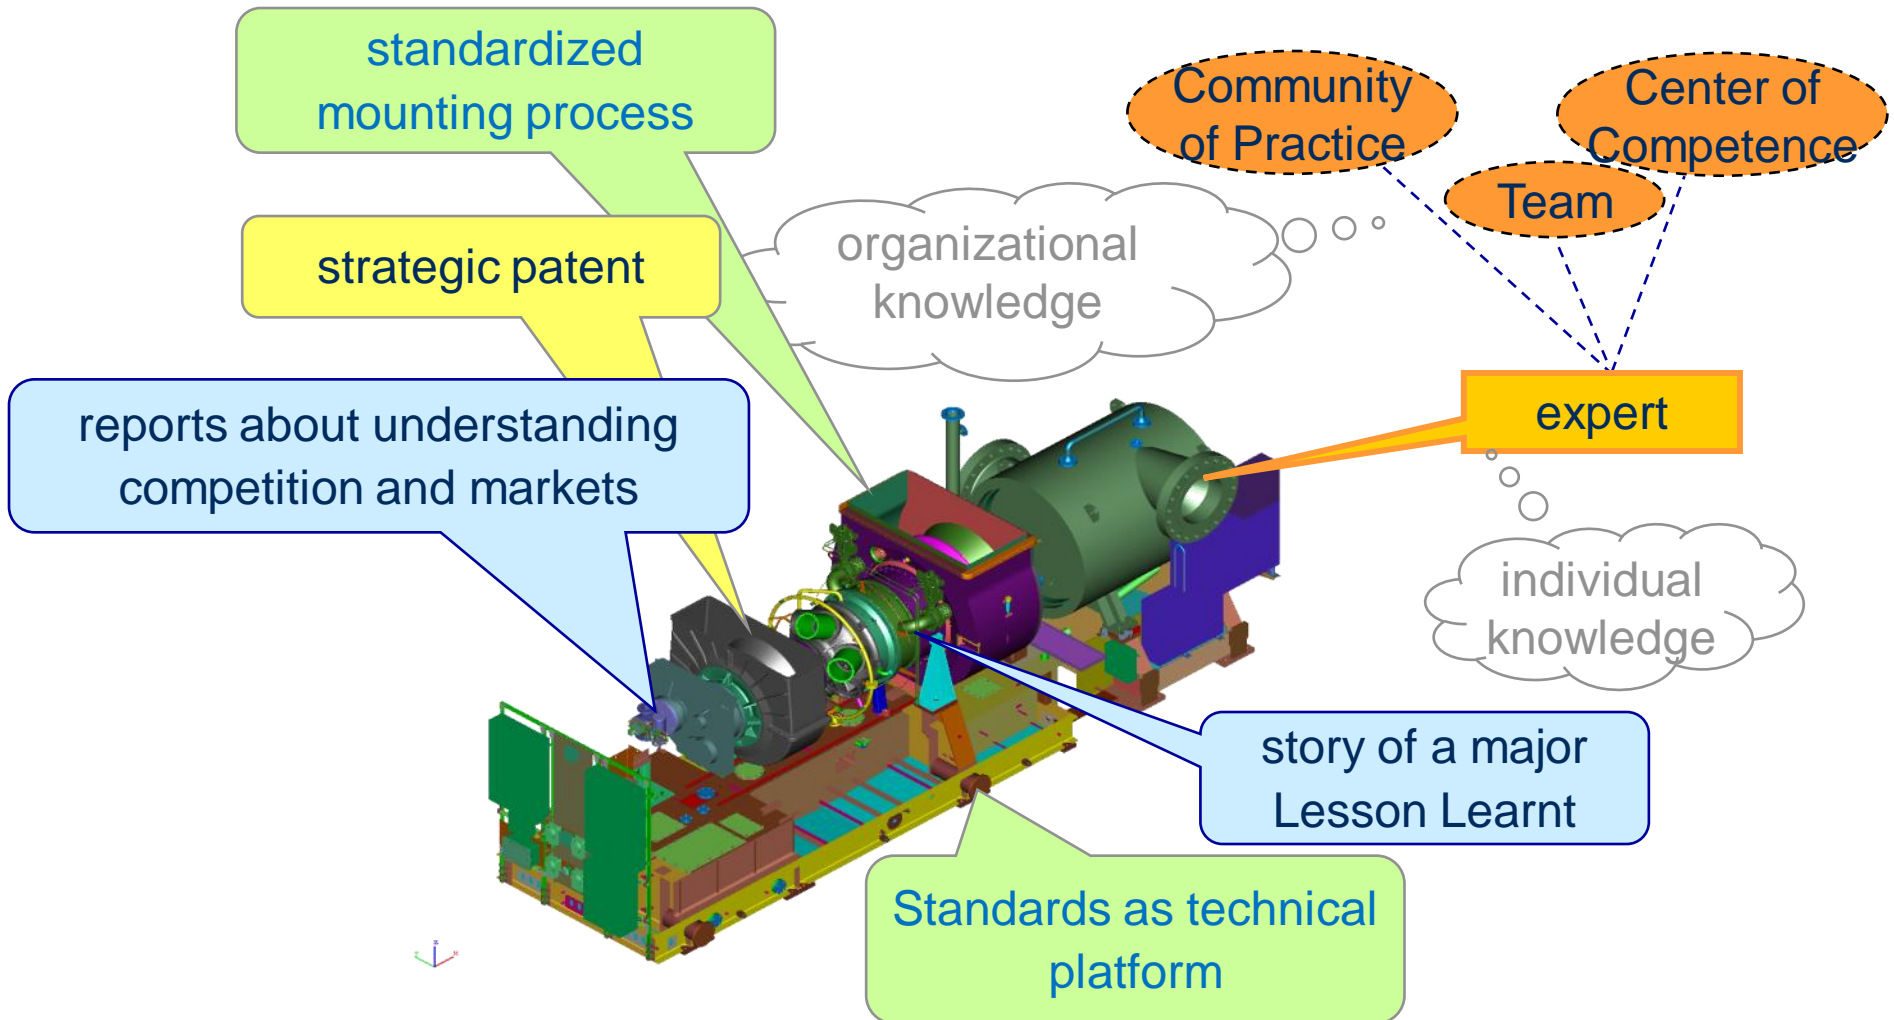 standardized
mounting process
Community
of Practice
Center of
Competence
Team
organizational
knowledge
strategic patent
reports about understanding
competition and markets
expert
individual
knowledge
story of a major
Lesson Learnt
Standards as technical
platform